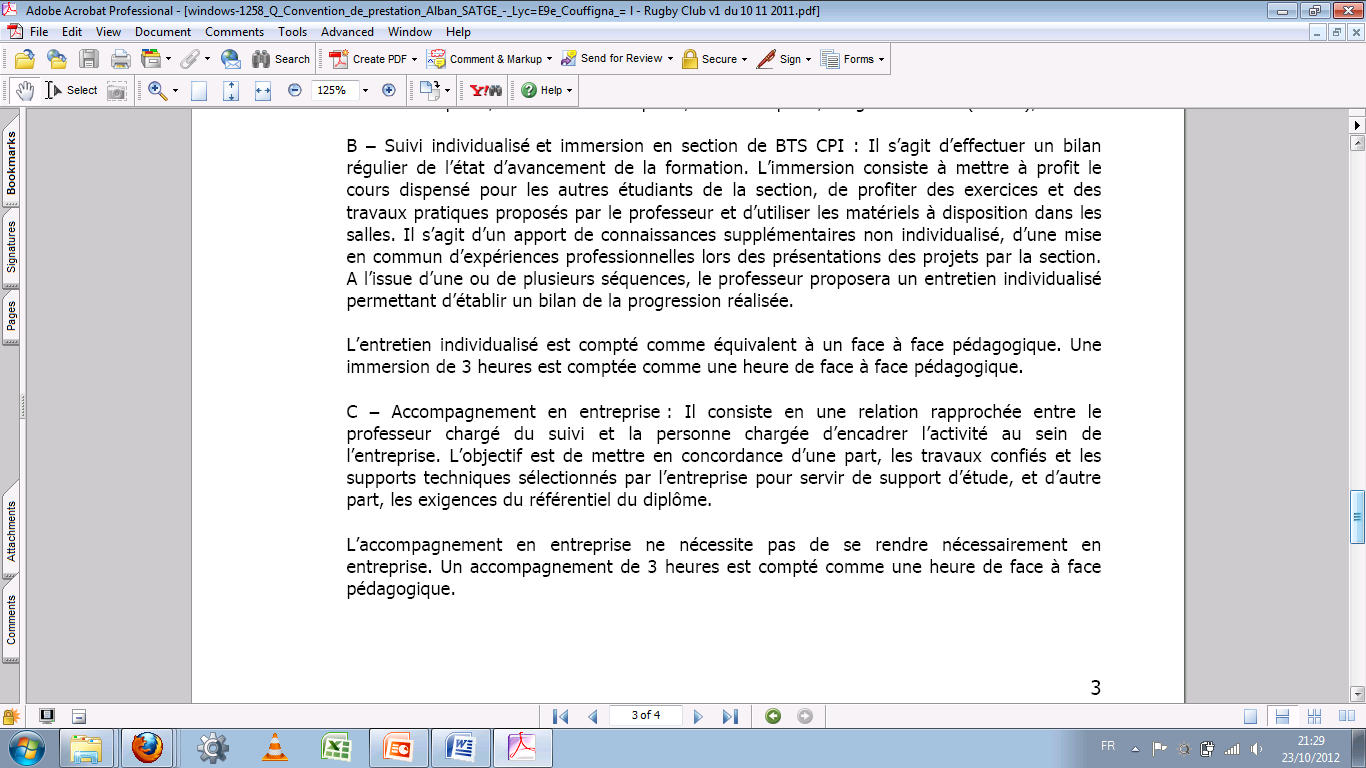 Adobe Acrobat Professional - [windows-1258_Q_Convention_de_prestation_Alban_SATGE_-_Lyc=E9e_Couffigna_= I - Rugby Club v1 du 10 11 2011.pdf]
File Edit View Document Comments Tools Advanced Window Help
Search Create PDF Comment & Markup Send for Review Secure Sign Forms
Select 125% Y! Help
B – Suivi individualisé et immersion en section de BTS CPI : Il s’agit d’effectuer un bilan
régulier de l’état d’avancement de la formation. L’immersion consiste à mettre à profit le
cours dispensé pour les autres étudiants de la section, de profiter des exercices et des
travaux pratiques proposés par le professeur et d’utiliser les matériels à disposition dans les
salles. Il s’agit d’un apport de connaissances supplémentaires non individualisé, d’une mise
en commun d’expériences professionnelles lors des présentations des projets par la section.
A l’issue d’une ou de plusieurs séquences, le professeur proposera un entretien individualisé
permettant d’établir un bilan de la progression réalisée.
L’entretien individualisé est compté comme équivalent à un face à face pédagogique. Une
immersion de 3 heures est comptée comme une heure de face à face pédagogique.
C – Accompagnement en entreprise : Il consiste en une relation rapprochée entre le
professeur chargé du suivi et la personne chargée d’encadrer l’activité au sein de
l’entreprise. L’objectif est de mettre en concordance d’une part, les travaux confiés et les
supports techniques sélectionnés par l’entreprise pour servir de support d’étude, et d’autre
part, les exigences du référentiel du diplôme.
L’accompagnement en entreprise ne nécessite pas de se rendre nécessairement en
entreprise. Un accompagnement de 3 heures est compté comme une heure de face à face
pédagogique.
3
Bookmarks
Signatures
Pages
Attachments
Comments
3 of 4
FR
21:29
23/10/2012